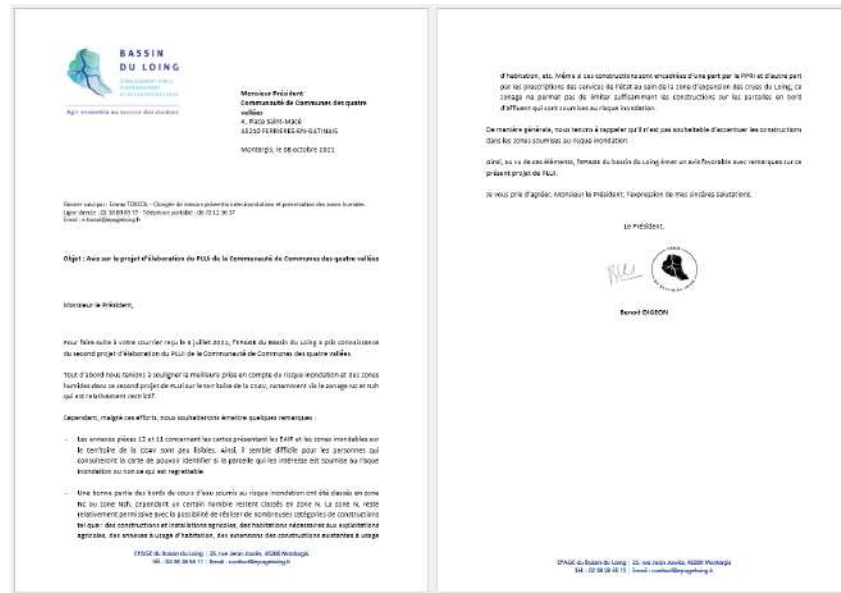 BASSIN
DU LOING
Agir ensemble au service des rivières
Monsieur Président
Communauté de Communes des quatre
vallées
4, Place Saint-Macé
45210 FERRIERES-EN-GATINAIS
Montargis, le 08 octobre 2021
Objet : Avis sur le projet d'élaboration du PLUi de la Communauté de Communes des quatre vallées
Monsieur le Président,
Pour faire suite à votre courrier reçu le 8 juillet 2021, l'EPAGE du Bassin du Loing a pris connaissance
du second projet d'élaboration du PLUi de la Communauté de Communes des quatre vallées.
Tout d'abord nous tenions à souligner la meilleure prise en compte du risque inondation et des zones
humides dans ce second projet de PLUi sur le territoire de la CC4V, notamment via le zonage Nc et Nzh
qui est relativement restrictif.
Cependant, malgré ces efforts, nous souhaiterions émettre quelques remarques :
- Les annexes pièces 12 et 11 concernant les cartes présentant les EAIP et les zones inondables sur
le territoire de la CC4V sont peu lisibles. Ainsi, il semble difficile pour les personnes qui
consulteront la carte de pouvoir identifier si la parcelle qui les intéresse est soumise au risque
inondation ou non ce qui est regrettable.
- Une bonne partie des bords de cours d'eau soumis au risque inondation ont été classés en zone
Nc ou zone Nzh, cependant un certain nombre restent classés en zone N. La zone N, reste
relativement permissive avec la possibilité de réaliser de nombreuses catégories de constructions
tel que : des constructions et installations agricoles, des habitations nécessaires aux exploitations
agricoles, des annexes à usage d'habitation, des extensions des constructions existantes à usage
EPAGE du Bassin du Loing | 25, rue Jean Jaurès, 45200 Montargis
d'habitation, etc. Même si ces constructions sont encadrées d'une part par le PPRI et d'autre part
par les prescriptions des services de l'état au sein de la zone d'expansion des crues du Loing, ce
zonage ne permet pas de limiter suffisamment les constructions sur les parcelles en bord
d'affluent qui sont soumises au risque inondation.
De manière générale, nous tenons à rappeler qu'il n'est pas souhaitable d'accentuer les constructions
dans les zones soumises au risque inondation.
Ainsi, au vu de ces éléments, l'EPAGE du bassin du Loing émet un avis favorable avec remarques sur ce
présent projet de PLUi.
Je vous prie d'agréer, Monsieur le Président, l'expression de mes sincères salutations.
Le Président,
Benoit DIGEON
EPAGE du Bassin du Loing | 25, rue Jean Jaurès, 45200 Montargis